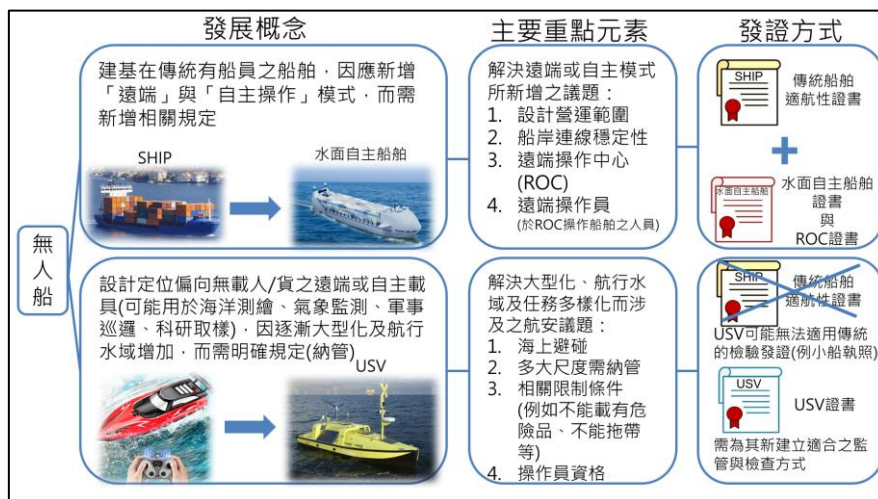 發展概念
主要重點元素
發證方式
無人船
建基在傳統有船員之船舶，因應新增
「遠端」與「自主操作」模式，而需
新增相關規定
SHIP
水面自主船舶
解決遠端或自主模式
所新增之議題：
1. 設計營運範圍
2. 船岸連線穩定性
3. 遠端操作中心
(ROC)
4. 遠端操作員
(於ROC操作船舶之人員)
SHIP
傳統船舶
適航性證書
+
水面自主船舶
水面自主船舶
證書
與
ROC證書
設計定位偏向無載人/貨之遠端或自主載
具(可能用於海洋測繪、氣象監測、軍事
巡邏、科研取樣)，因逐漸大型化及航行
水域增加，而需明確規定(納管)
USV
解決大型化、航行水
域及任務多樣化而涉
及之航安議題：
1. 海上避碰
2. 多大尺度需納管
3. 相關限制條件
(例如不能載有危
險品、不能拖帶
等)
4. 操作員資格
SHIP
傳統船舶
適航性證書
USV可能無法適用傳統
的檢驗發證(例小船執照)
USV
USV證書
需為其新建立適合之監
管與檢查方式